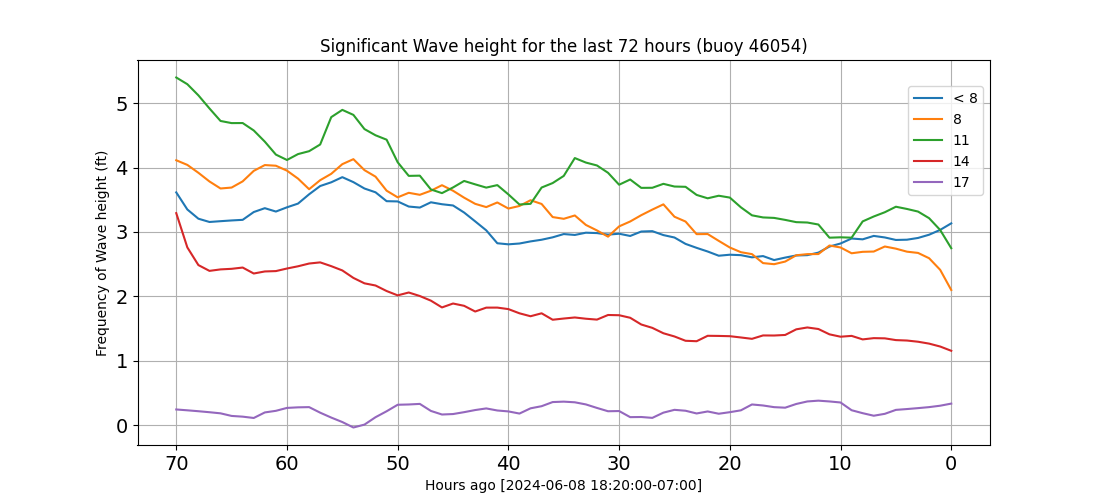 Significant Wave height for the last 72 hours (buoy 46054)
Frequency of Wave height (ft)
5
4
3
2
1
0
< 8
8
11
14
17
70 60 50 40 30 20 10 0
Hours ago [2024-06-08 18:20:00-07:00]